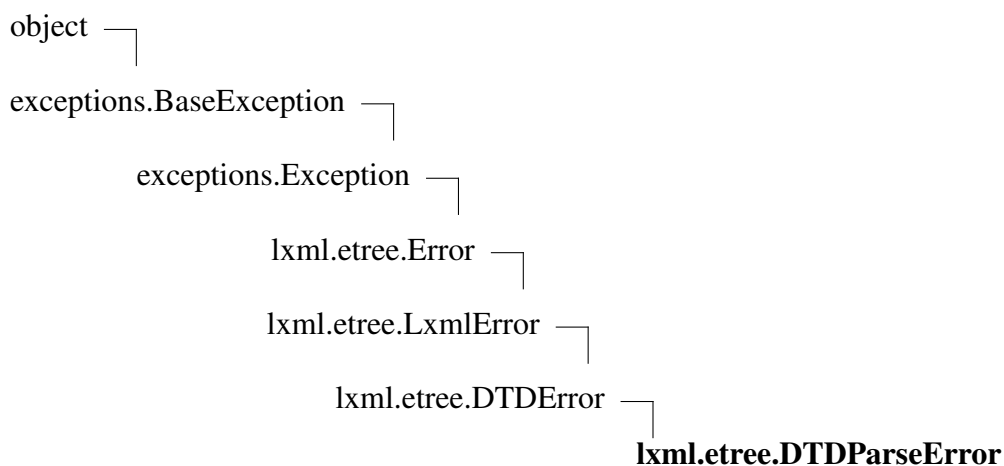 object
exceptions.BaseException
exceptions.Exception
lxml.etree.Error
lxml.etree.LxmlError
lxml.etree.DTDError
lxml.etree.DTDParseError